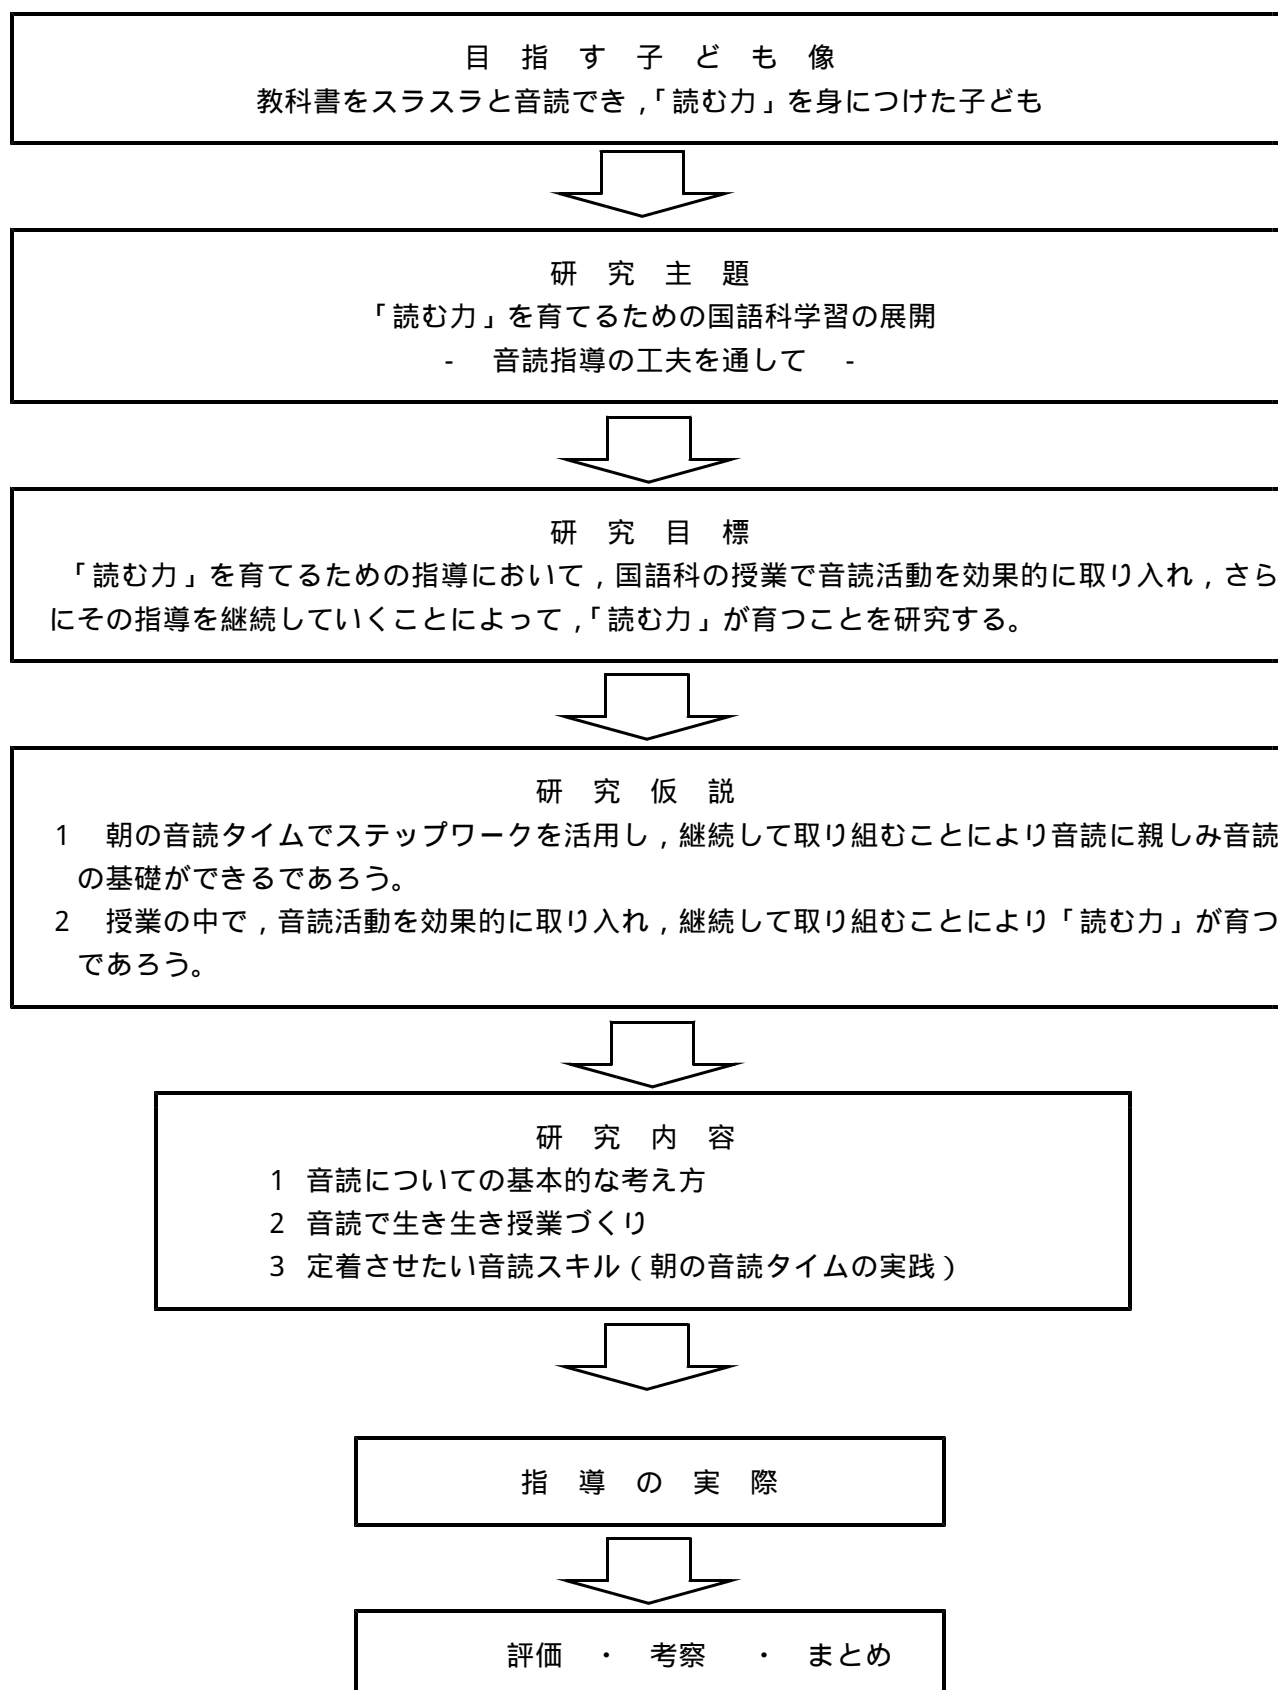 目 指 す 子 ど も 像
教科書をスラスラと音読でき,「読む力」を身につけた子ども
研 究 主 題
「読む力」を育てるための国語科学習の展開
- 音読指導の工夫を通して -
研 究 目 標
「読む力」を育てるための指導において,国語科の授業で音読活動を効果的に取り入れ,さら
にその指導を継続していくことによって,「読む力」が育つことを研究する。
研 究 仮 説
1 朝の音読タイムでステップワークを活用し,継続して取り組むことにより音読に親しみ音読
の基礎ができるであろう。
2 授業の中で,音読活動を効果的に取り入れ,継続して取り組むことにより「読む力」が育つ
であろう。
研 究 内 容
1 音読についての基本的な考え方
2 音読で生き生き授業づくり
3 定着させたい音読スキル(朝の音読タイムの実践)
指 導 の 実 際
評価 ・ 考察 ・ まとめ